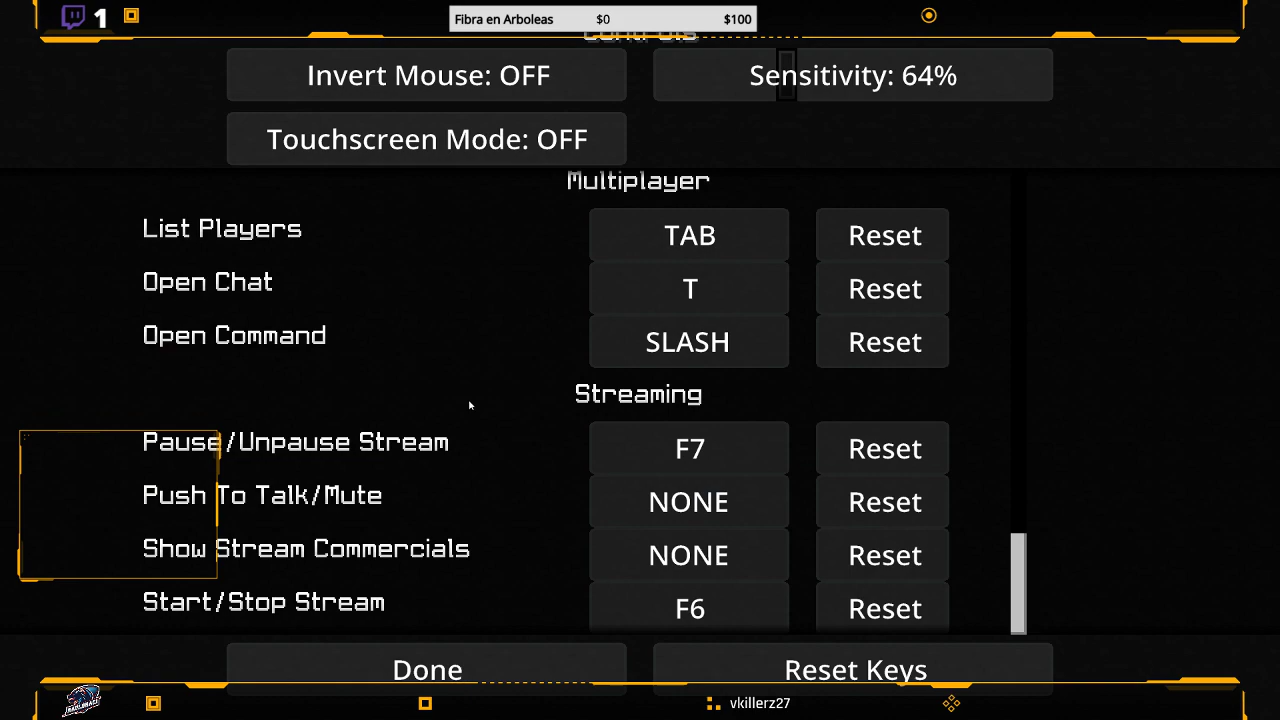 1
Fibra en Arboleas $0 $100
Controls
Invert Mouse: OFF Sensitivity: 64%
Touchscreen Mode: OFF
Multiplayer
List Players TAB Reset
Open Chat T Reset
Open Command SLASH Reset
Streaming
Pause/Unpause Stream F7 Reset
Push To Talk/Mute NONE Reset
Show Stream Commercials NONE Reset
Start/Stop Stream F6 Reset
Done Reset Keys
vkillerz27